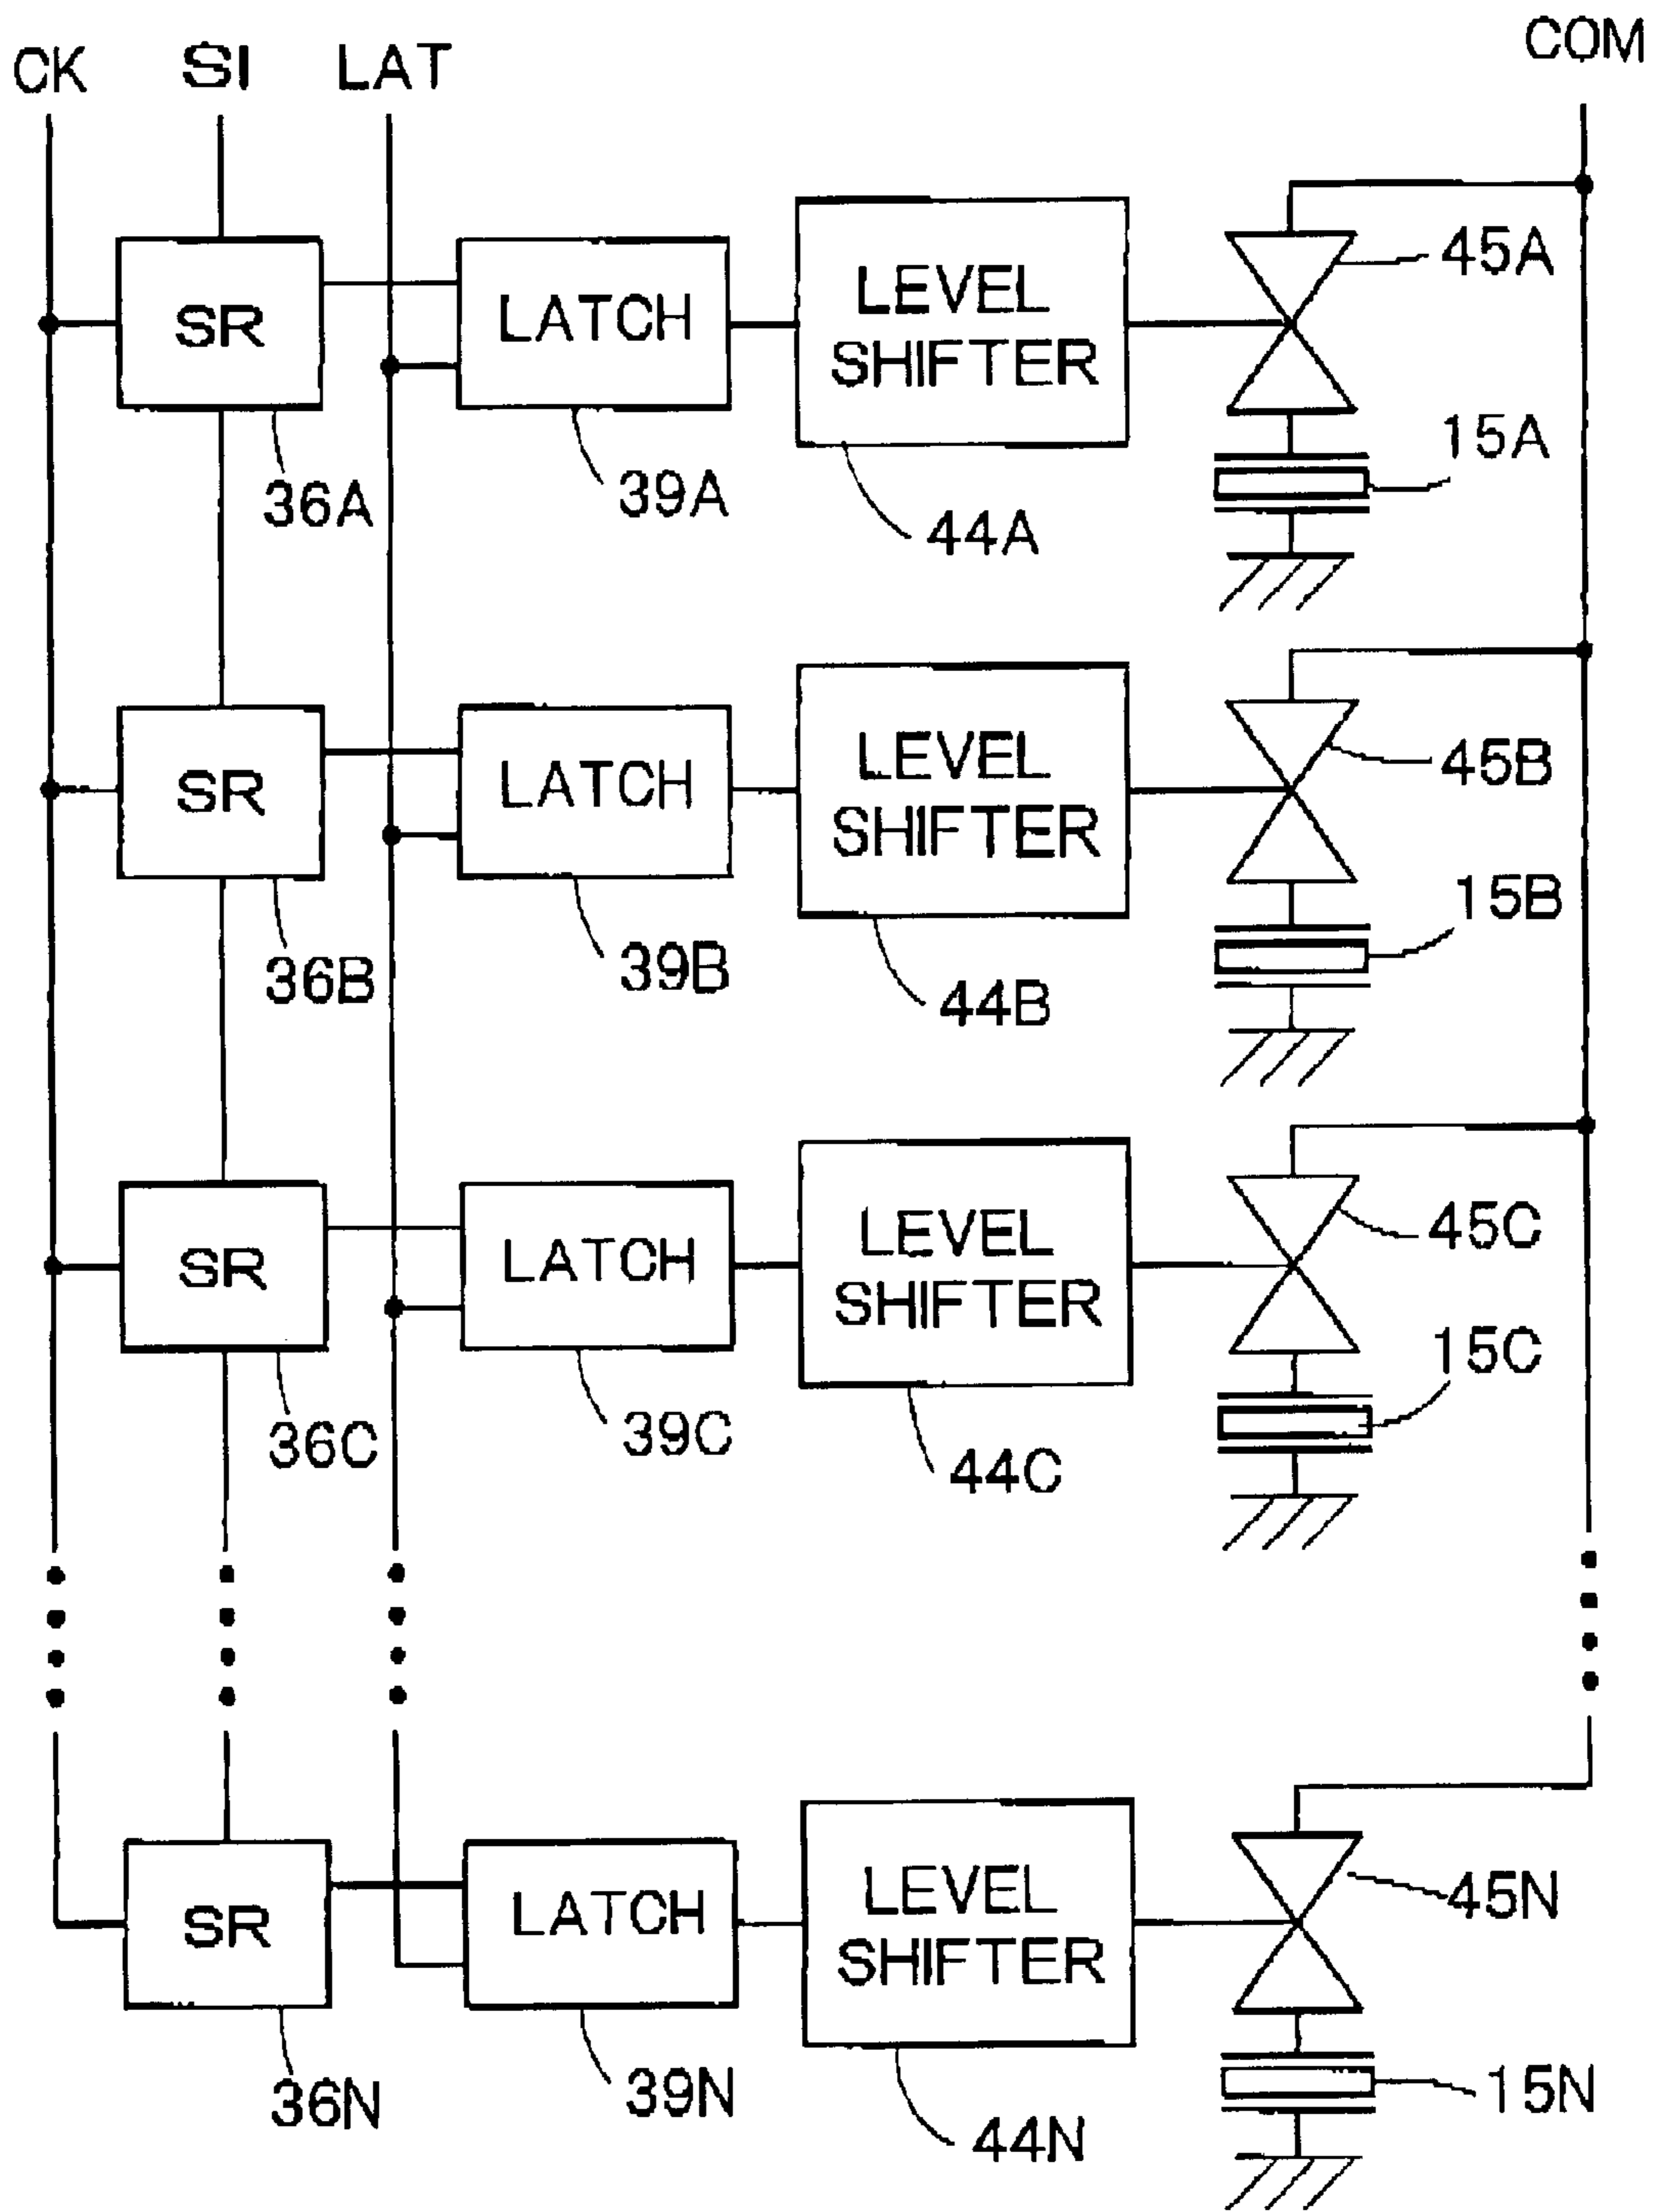 CK SI LAT COM
SR
LATCH
LEVEL
SHIFTER
45A
15A
36A
39A
44A
SR
LATCH
LEVEL
SHIFTER
45B
15B
36B
39B
44B
SR
LATCH
LEVEL
SHIFTER
45C
15C
36C
39C
44C
SR
LATCH
LEVEL
SHIFTER
45N
15N
36N
39N
44N